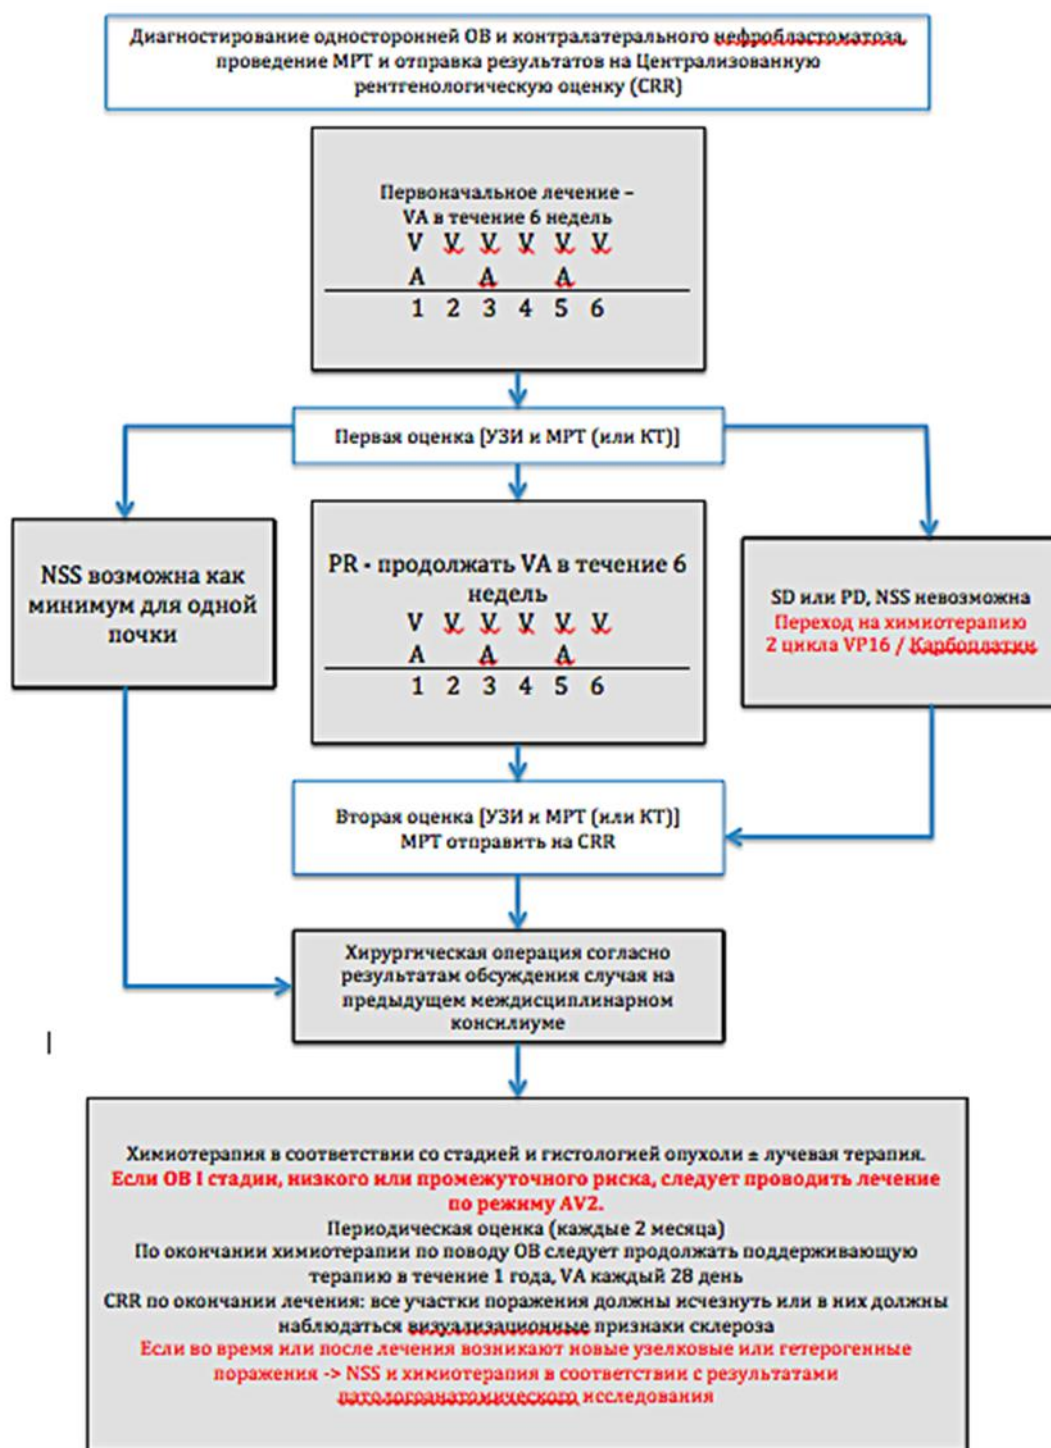 Диагностирование односторонней ОВ и контралатерального нефробластоматоза,
проведение МРТ и отправка результатов на Централизованную
рентгенологическую оценку (CRR)
Первоначальное лечение –
VA в течение 6 недель
V V V V V V
A A A
1 2 3 4 5 6
Первая оценка [УЗИ и МРТ (или КТ)]
NSS возможна как
минимум для одной
почки
PR - продолжать VA в течение 6
недель
V V V V V V
A A A
1 2 3 4 5 6
SD или PD, NSS невозможна
Переход на химиотерапию
2 цикла VP16 / Карбоплатин
Вторая оценка [УЗИ и МРТ (или КТ)]
МРТ отправить на CRR
Хирургическая операция согласно
результатам обсуждения случая на
предыдущем междисциплинарном
консилиуме
Химиотерапия в соответствии со стадией и гистологией опухоли ± лучевая терапия.
Если ОВ I стадии, низкого или промежуточного риска, следует проводить лечение
по режиму AV2.
Периодическая оценка (каждые 2 месяца)
По окончании химиотерапии по поводу ОВ следует продолжать поддерживающую
терапию в течение 1 года, VA каждый 28 день
CRR по окончании лечения: все участки поражения должны исчезнуть или в них должны
наблюдаться визуализационные признаки склероза
Если во время или после лечения возникают новые узелковые или гетерогенные
поражения -> NSS и химиотерапия в соответствии с результатами
патологоанатомического исследования